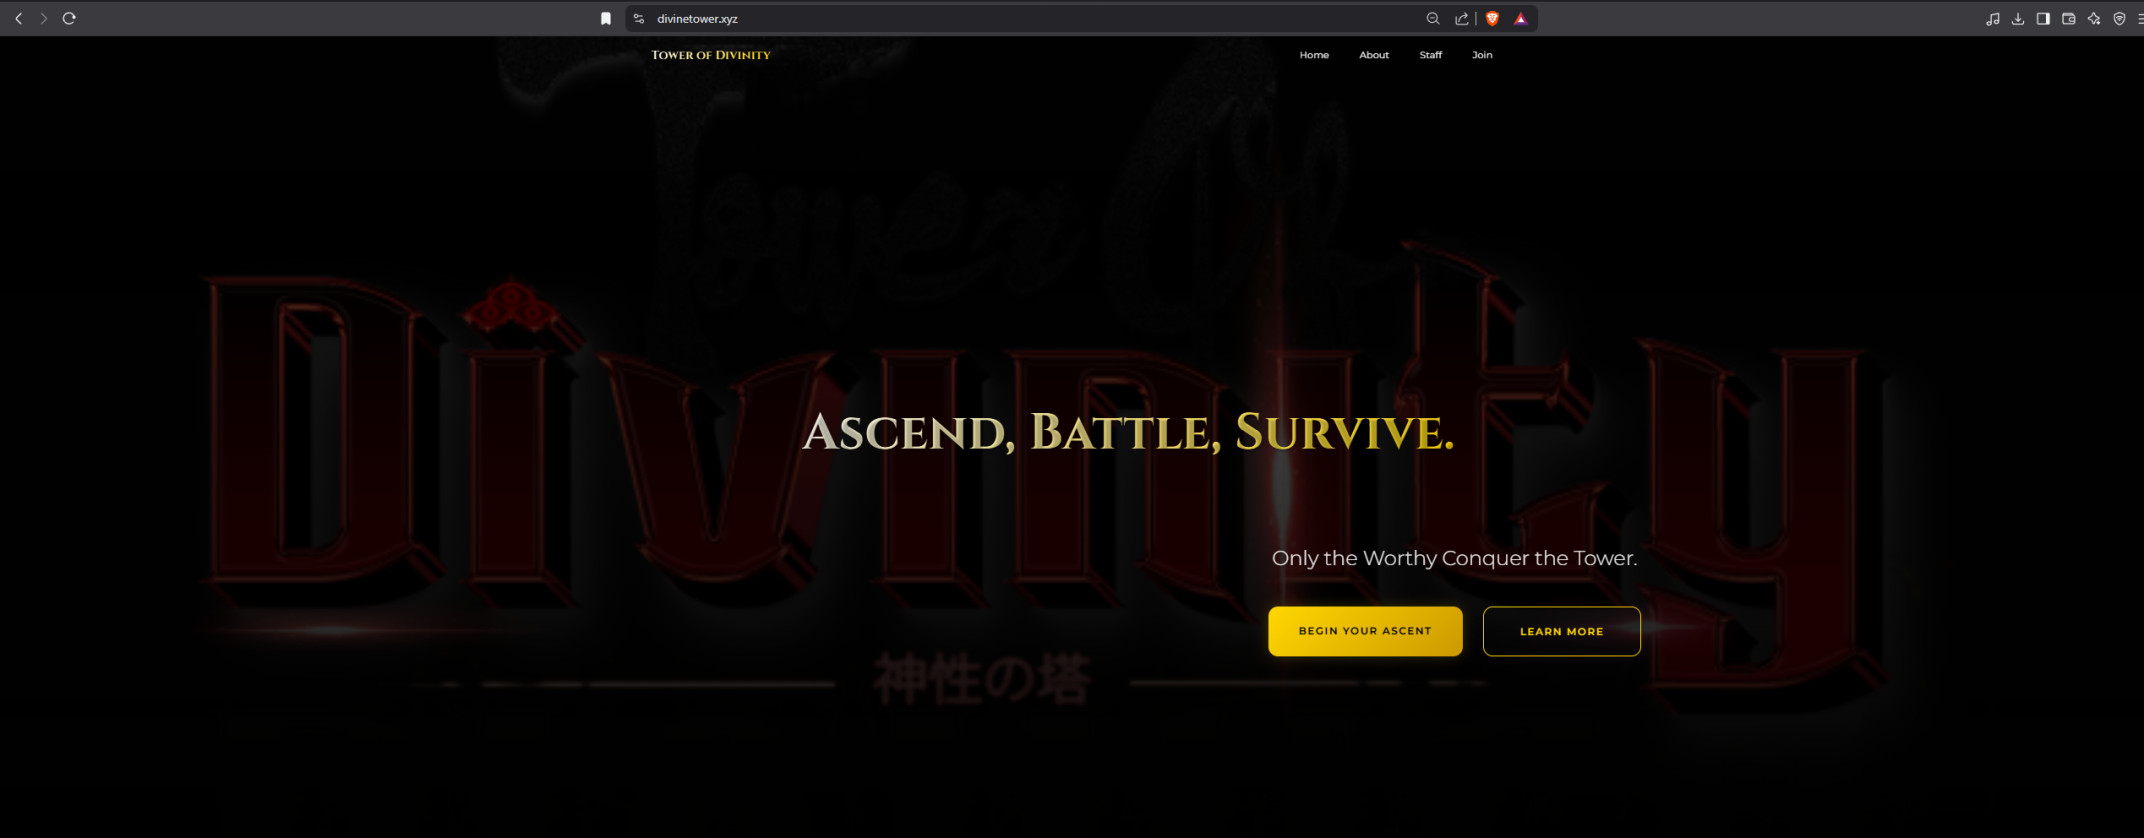 divinetower.xyz
Tower of Divinity
Home About Staff Join
Tower Of
Divinity
Ascend, Battle, Survive.
Only the Worthy Conquer the Tower.
BEGIN YOUR ASCENT LEARN MORE
神性の塔